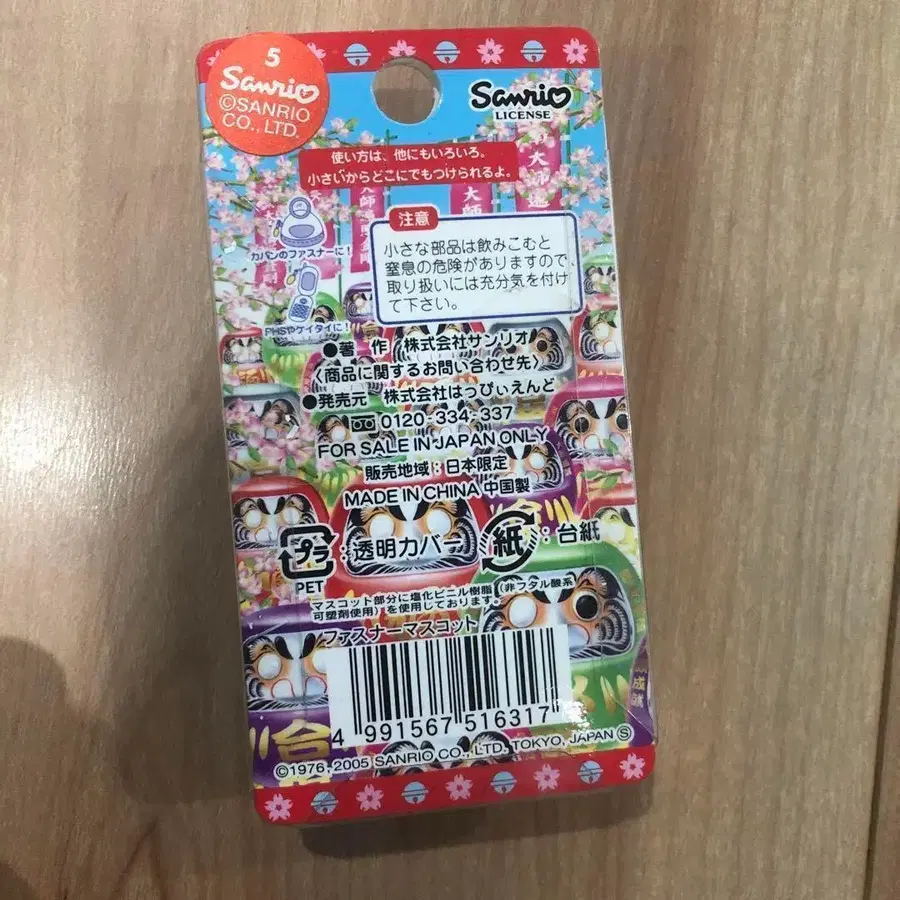 5
Sanrio
©SANRIO
CO., LTD.
Sanrio
LICENSE
使い方は、他にもいろいろ。
小さいからどこにでもつけられるよ。
大師
大師
注意
小さな部品は飲みこむと
窒息の危険がありますので、
取り扱いには充分気を付け
て下さい。
カバンのファスナーに!
PHSやケイタイに!
●著 作 株式会社サンリオ
〈商品に関するお問い合わせ先〉
●発売元 株式会社はっぴぃえんど
0120-334-337
FOR SALE IN JAPAN ONLY
販売地域:日本限定
MADE IN CHINA 中国製
プラ :透明カバー 紙 :台紙
PET
マスコット部分に塩化ビニル樹脂(非フタル酸系
可塑剤使用)を使用しております。
ファスナーマスコット
4 991567 516317
©1976, 2005 SANRIO CO., LTD. TOKYO, JAPAN Ⓢ